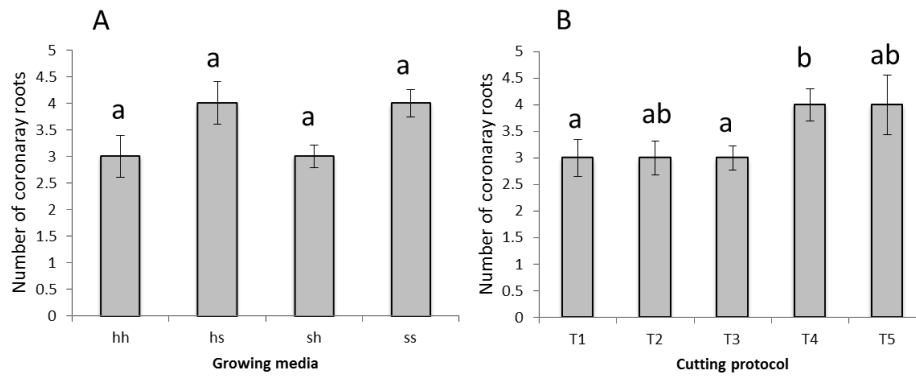 A
Number of coronaray roots
5
4.5
4
3.5
3
2.5
2
1.5
1
0.5
0
a
a
a
a
hh
hs
sh
ss
Growing media
B
Number of coronaray roots
5
4.5
4
3.5
3
2.5
2
1.5
1
0.5
0
a
ab
a
b
ab
T1
T2
T3
T4
T5
Cutting protocol